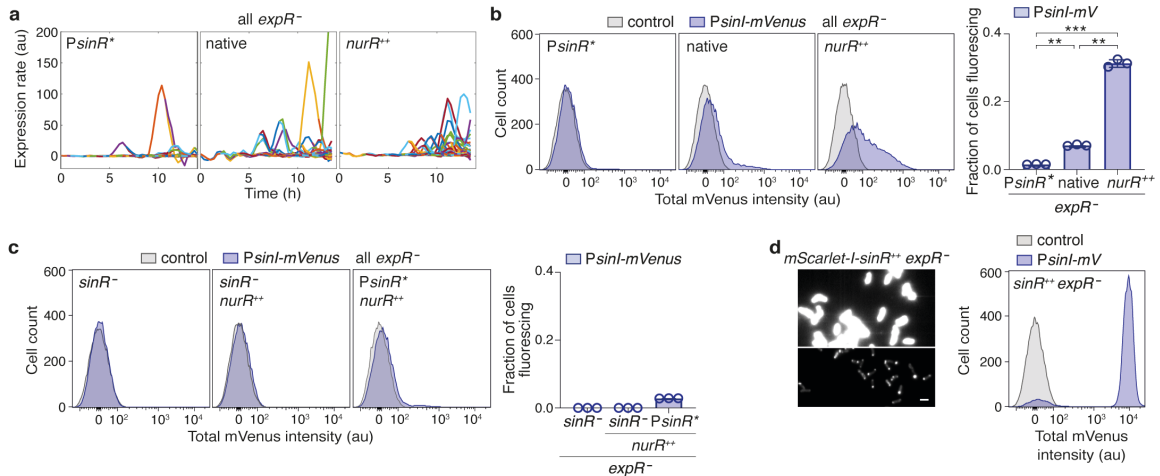 a
all expR⁻
PsinR*
native
nurR⁺⁺
Expression rate (au)
200
150
100
50
0
0 5 10
0 5 10
0 5 10
Time (h)
b
control PsinI-mVenus all expR⁻
PsinR*
native
nurR⁺⁺
Cell count
600
400
200
0
0 10² 10³ 10⁴
0 10² 10³ 10⁴
0 10² 10³ 10⁴
Total mVenus intensity (au)
PsinI-mV
Fraction of cells fluorescing
0.4
0.2
0.0
***
** **
PsinR* native nurR⁺⁺
expR⁻
c
control PsinI-mVenus all expR⁻
sinR⁻
sinR⁻
nurR⁺⁺
PsinR*
nurR⁺⁺
Cell count
600
400
200
0
0 10² 10³ 10⁴
0 10² 10³ 10⁴
0 10² 10³ 10⁴
Total mVenus intensity (au)
PsinI-mVenus
Fraction of cells
fluorescing
0.4
0.2
0.0
sinR⁻ sinR⁻ PsinR*
nurR⁺⁺
expR⁻
d
mScarlet-I-sinR⁺⁺ expR⁻
control
PsinI-mV
sinR⁺⁺ expR⁻
Cell count
600
400
200
0
0 10² 10³ 10⁴
Total mVenus
intensity (au)